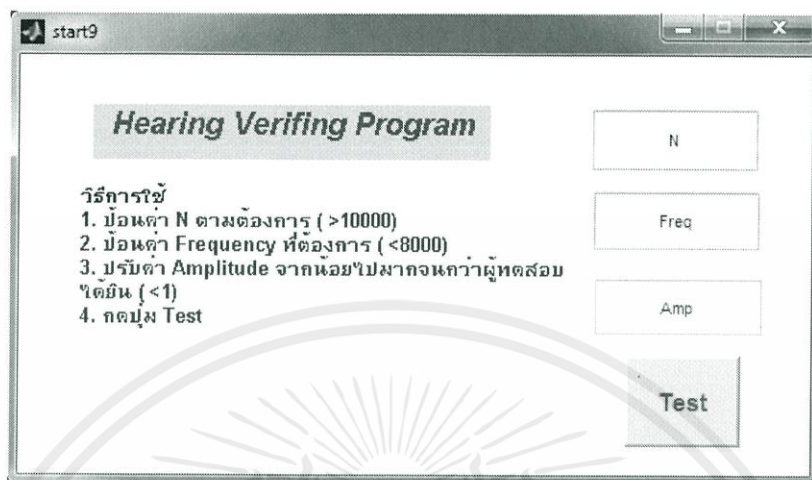 start9
Hearing Verifing Program
N
วิธีการใช้
1. ป้อนค่า N ตามต้องการ ( >10000)
2. ป้อนค่า Frequency ที่ต้องการ ( <8000)
Freq
3. ปรับค่า Amplitude จากน้อยไปมากจนกว่าผู้ทดสอบ
ได้ยิน ( <1)
4. กดปุ่ม Test
Amp
Test